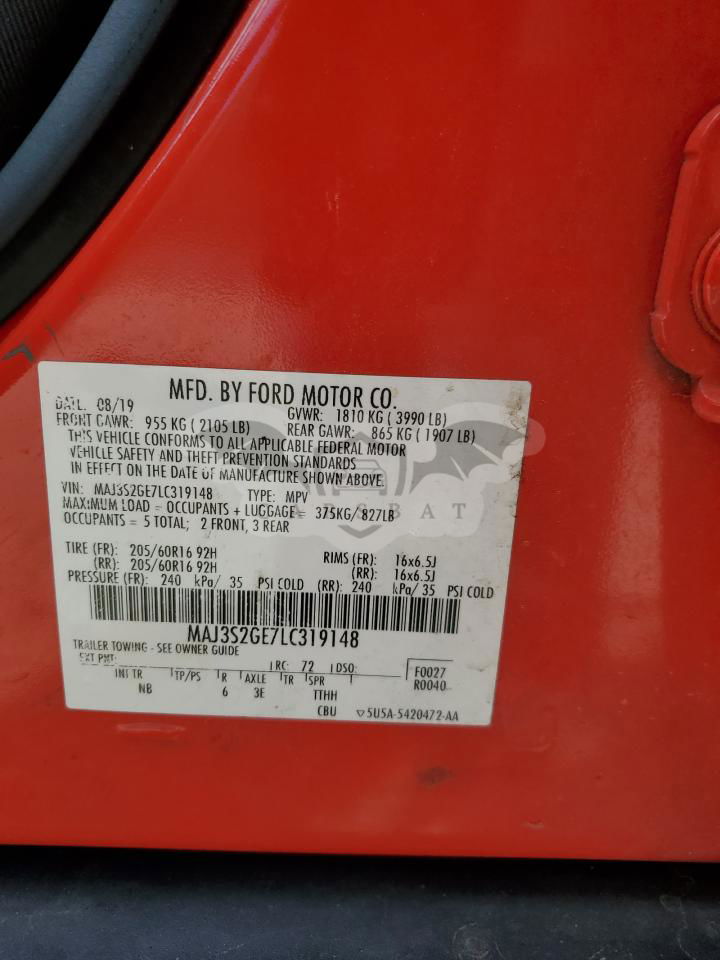 MFD. BY FORD MOTOR CO.
DATE: 08/19 GVWR: 1810 KG ( 3990 LB)
FRONT GAWR: 955 KG ( 2105 LB) REAR GAWR: 865 KG ( 1907 LB)
THIS VEHICLE CONFORMS TO ALL APPLICABLE FEDERAL MOTOR
VEHICLE SAFETY AND THEFT PREVENTION STANDARDS
IN EFFECT ON THE DATE OF MANUFACTURE SHOWN ABOVE.
VIN: MAJ3S2GE7LC319148 TYPE: MPV
MAXIMUM LOAD = OCCUPANTS + LUGGAGE = 375KG/ 827LB
OCCUPANTS = 5 TOTAL; 2 FRONT, 3 REAR
TIRE (FR): 205/60R16 92H RIMS (FR): 16x6.5J
(RR): 205/60R16 92H (RR): 16x6.5J
PRESSURE (FR): 240 kPa/ 35 PSI COLD (RR): 240 kPa/ 35 PSI COLD
MAJ3S2GE7LC319148
TRAILER TOWING - SEE OWNER GUIDE
EXT PNT: RC: 72 DSO: F0027
INT TR TP/PS R AXLE TR SPR R0040
NB 6 3E TTHH
CBU 5U5A-5420472-AA